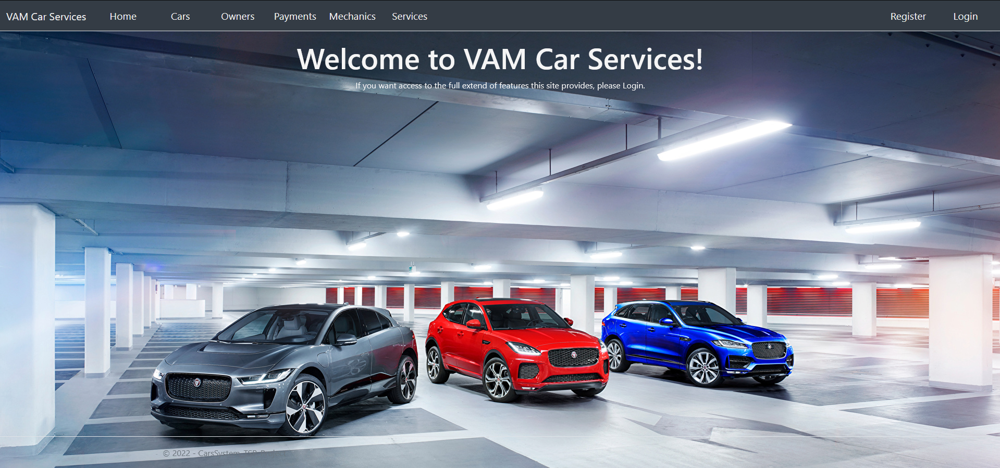 VAM Car Services Home Cars Owners Payments Mechanics Services Register Login
Welcome to VAM Car Services!
If you want access to the full extend of features this site provides, please Login.
© 2022 - CarsSystem